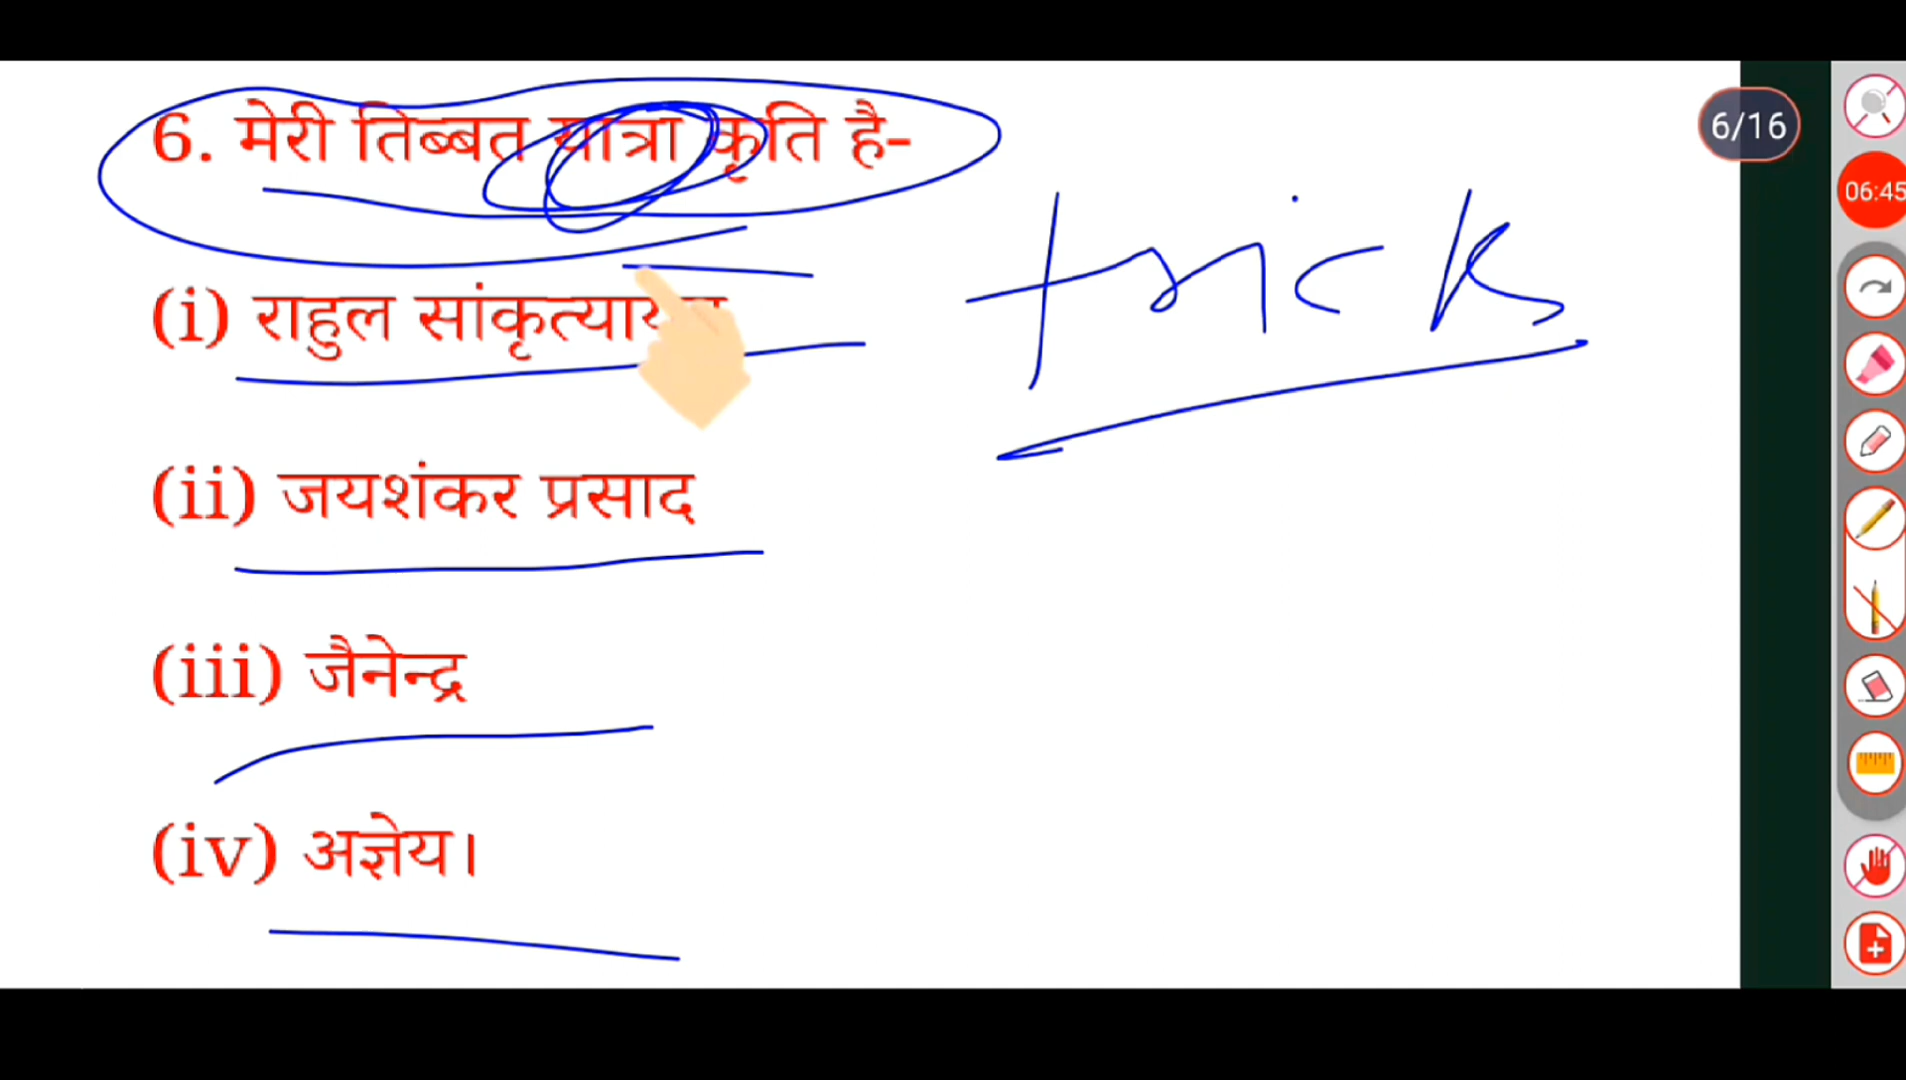 6. मेरी तिब्बत यात्रा कृति है-
6/16
06:45
trick
(i) राहुल सांकृत्यायन
(ii) जयशंकर प्रसाद
(iii) जैनेन्द्र
(iv) अज्ञेय।